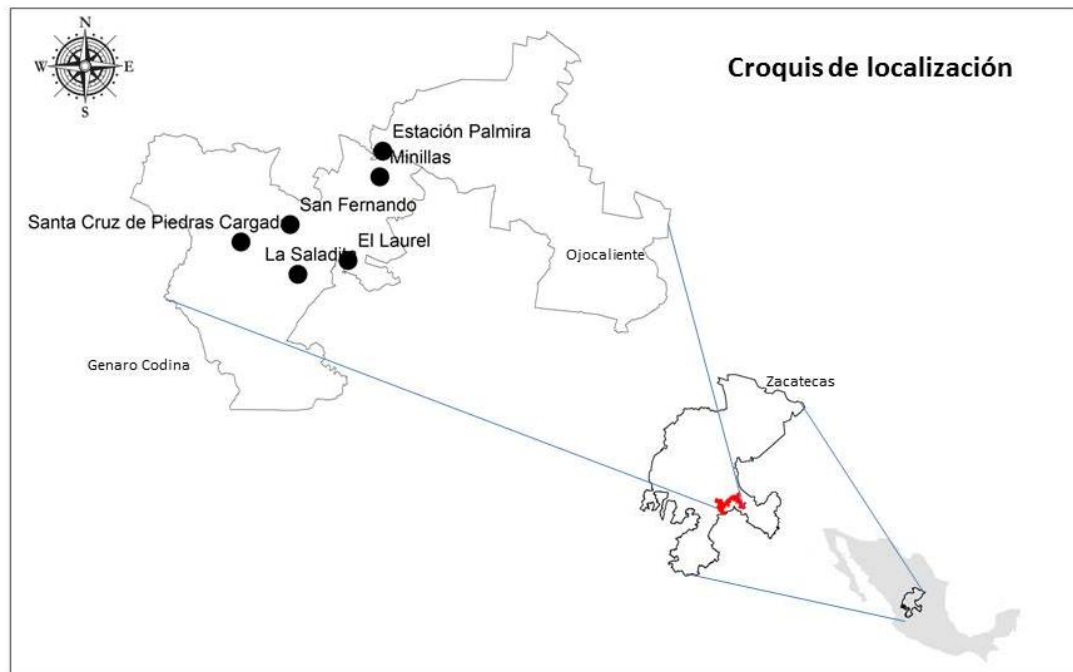 N
W E
S
Croquis de localización
Estación Palmira
Minillas
San Fernando
Santa Cruz de Piedras Cargad
El Laurel
La Saladit
Ojocaliente
Genaro Codina
Zacatecas